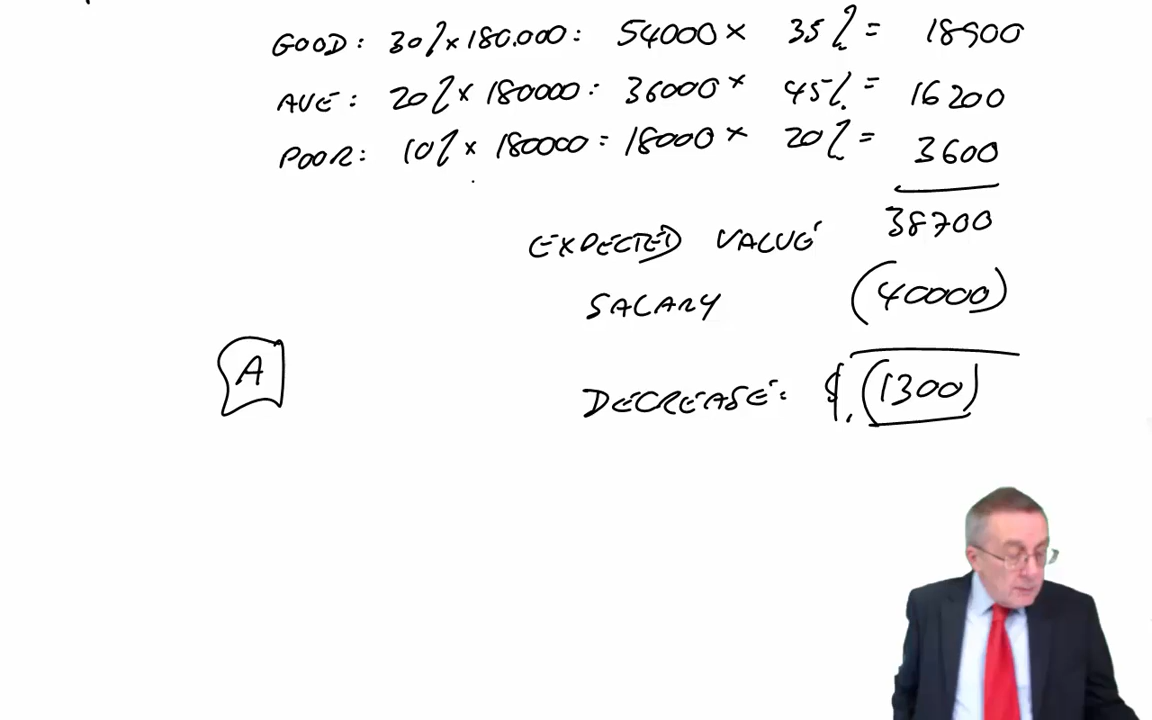 GOOD: 30% × 180.000: 54000 × 35% = 18900
AVE: 20% × 180000: 36000 × 45% = 16200
POOR: 10% × 180000 = 18000 × 20% = 3600
EXPECTED VALUE 38700
SALARY (40000)
A
DECREASE: $ (1300)